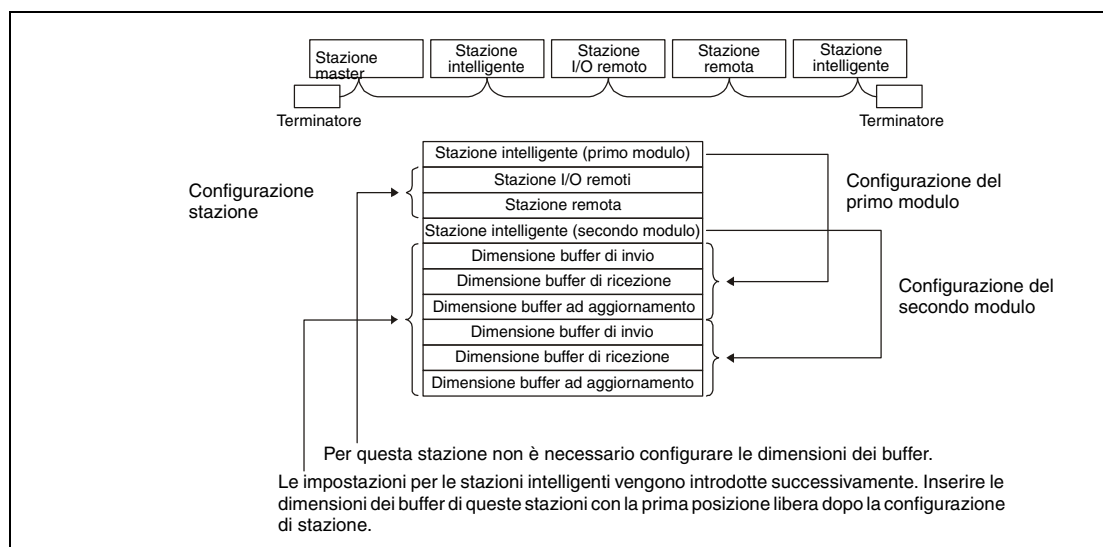 Stazione
master
Stazione
intelligente
Stazione
I/O remoto
Stazione
remota
Stazione
intelligente
Terminatore
Terminatore
Configurazione
stazione
Stazione intelligente (primo modulo)
Stazione I/O remoti
Stazione remota
Stazione intelligente (secondo modulo)
Dimensione buffer di invio
Dimensione buffer di ricezione
Dimensione buffer ad aggiornamento
Dimensione buffer di invio
Dimensione buffer di ricezione
Dimensione buffer ad aggiornamento
Configurazione del
primo modulo
Configurazione del
secondo modulo
Per questa stazione non è necessario configurare le dimensioni dei buffer.
Le impostazioni per le stazioni intelligenti vengono introdotte successivamente. Inserire le
dimensioni dei buffer di queste stazioni con la prima posizione libera dopo la configurazione
di stazione.